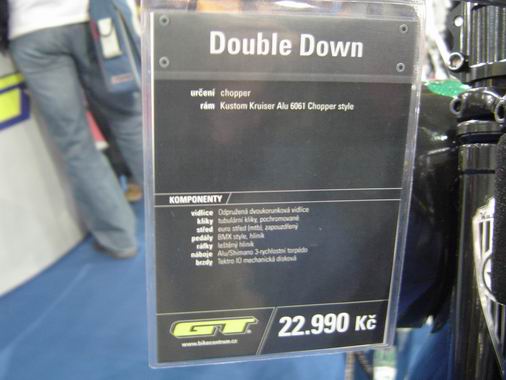 Double Down
určení chopper
rám Kustom Kruiser Alu 6061 Chopper style
KOMPONENTY
vidlice Odpružená dvoukorunková vidlice
kliky tubulární kliky, pochromované
střed euro střed (mtb), zapouzdřený
pedály BMX style, hliník
ráfky leštěný hliník
náboje Alu/Shimano 3-rychlostní torpédo
brzdy Tektro IO mechanická disková
GT
www.bikecentrum.cz
22.990 Kč